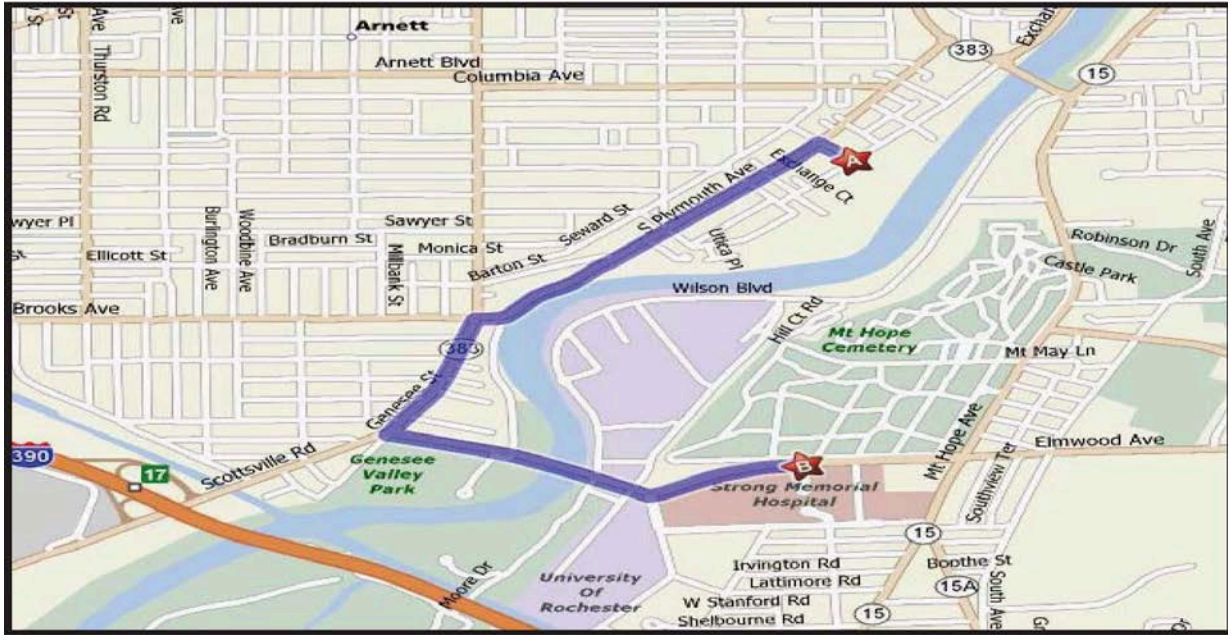 Ave
Thurston Rd
Ave
Arnett
Arnett Blvd
Columbia Ave
383
15
A
Exchange Ct
S Plymouth Ave
Seward St
Utica Pl
Barton St
Sawyer St
Monica St
Bradburn St
Millbank St
Woodbine Ave
Burlington Ave
Ellicott St
wyer Pl
St
Brooks Ave
Wilson Blvd
Hill Ct Rd
Robinson Dr
Castle Park
South Ave
Mt Hope
Cemetery
Mt May Ln
383
Genesee St
Scottsville Rd
390
17
Genesee
Valley
Park
Mt Hope Ave
Elmwood Ave
Southview Ter
B
Strong Memorial
Hospital
15
Irvington Rd
Lattimore Rd
W Stanford Rd
Shelbourne Rd
15
Boothe St
15A
South Ave
University
Of
Rochester
Moore Dr